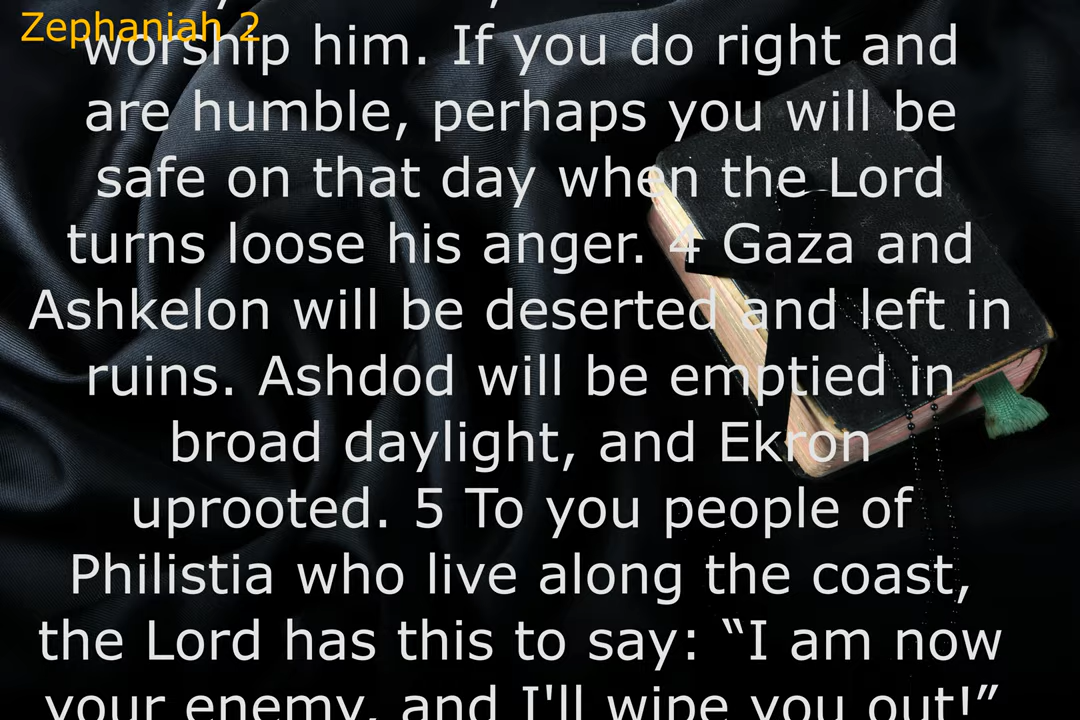 Zephaniah 2
worship him. If you do right and
are humble, perhaps you will be
safe on that day when the Lord
turns loose his anger. 4 Gaza and
Ashkelon will be deserted and left in
ruins. Ashdod will be emptied in
broad daylight, and Ekron
uprooted. 5 To you people of
Philistia who live along the coast,
the Lord has this to say: “I am now
your enemy, and I'll wipe you out!”